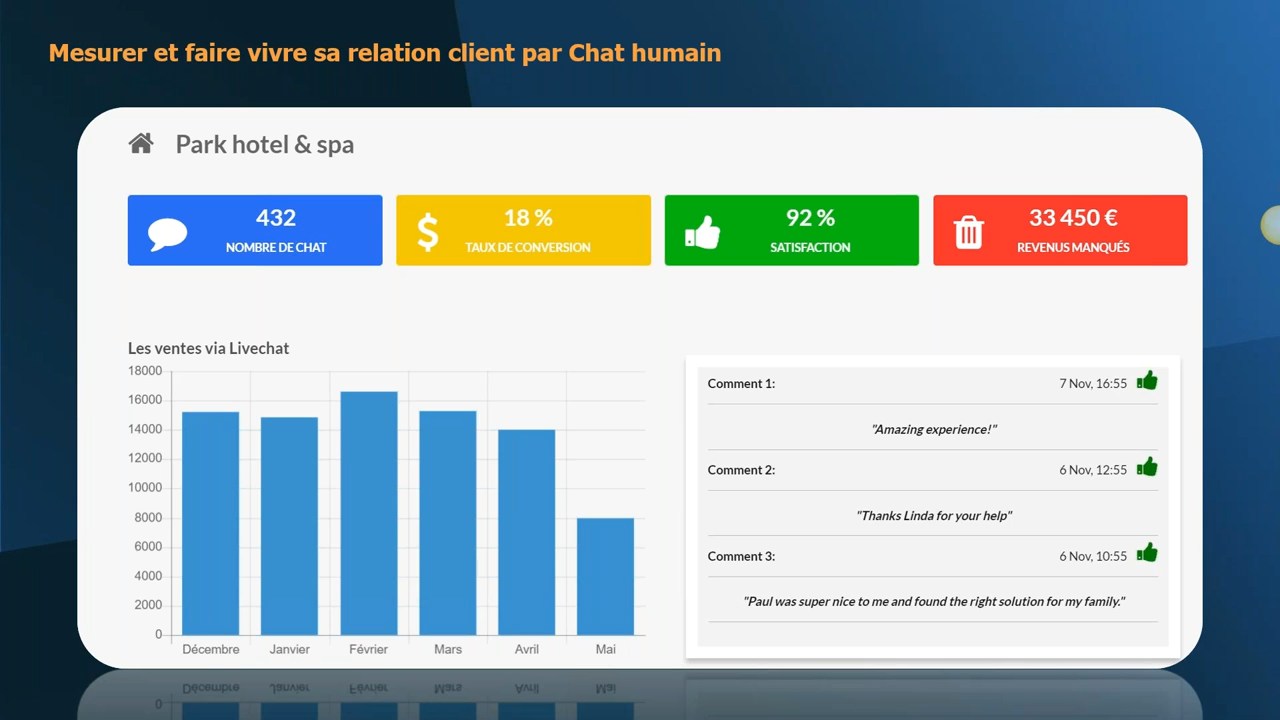 Mesurer et faire vivre sa relation client par Chat humain
Park hotel & spa
432
NOMBRE DE CHAT
18 %
TAUX DE CONVERSION
92 %
SATISFACTION
33 450 €
REVENUS MANQUÉS
Les ventes via Livechat
18000
16000
14000
12000
10000
8000
6000
4000
2000
0
Décembre Janvier Février Mars Avril Mai
Comment 1: 7 Nov, 16:55
"Amazing experience!"
Comment 2: 6 Nov, 12:55
"Thanks Linda for your help"
Comment 3: 6 Nov, 10:55
"Paul was super nice to me and found the right solution for my family."